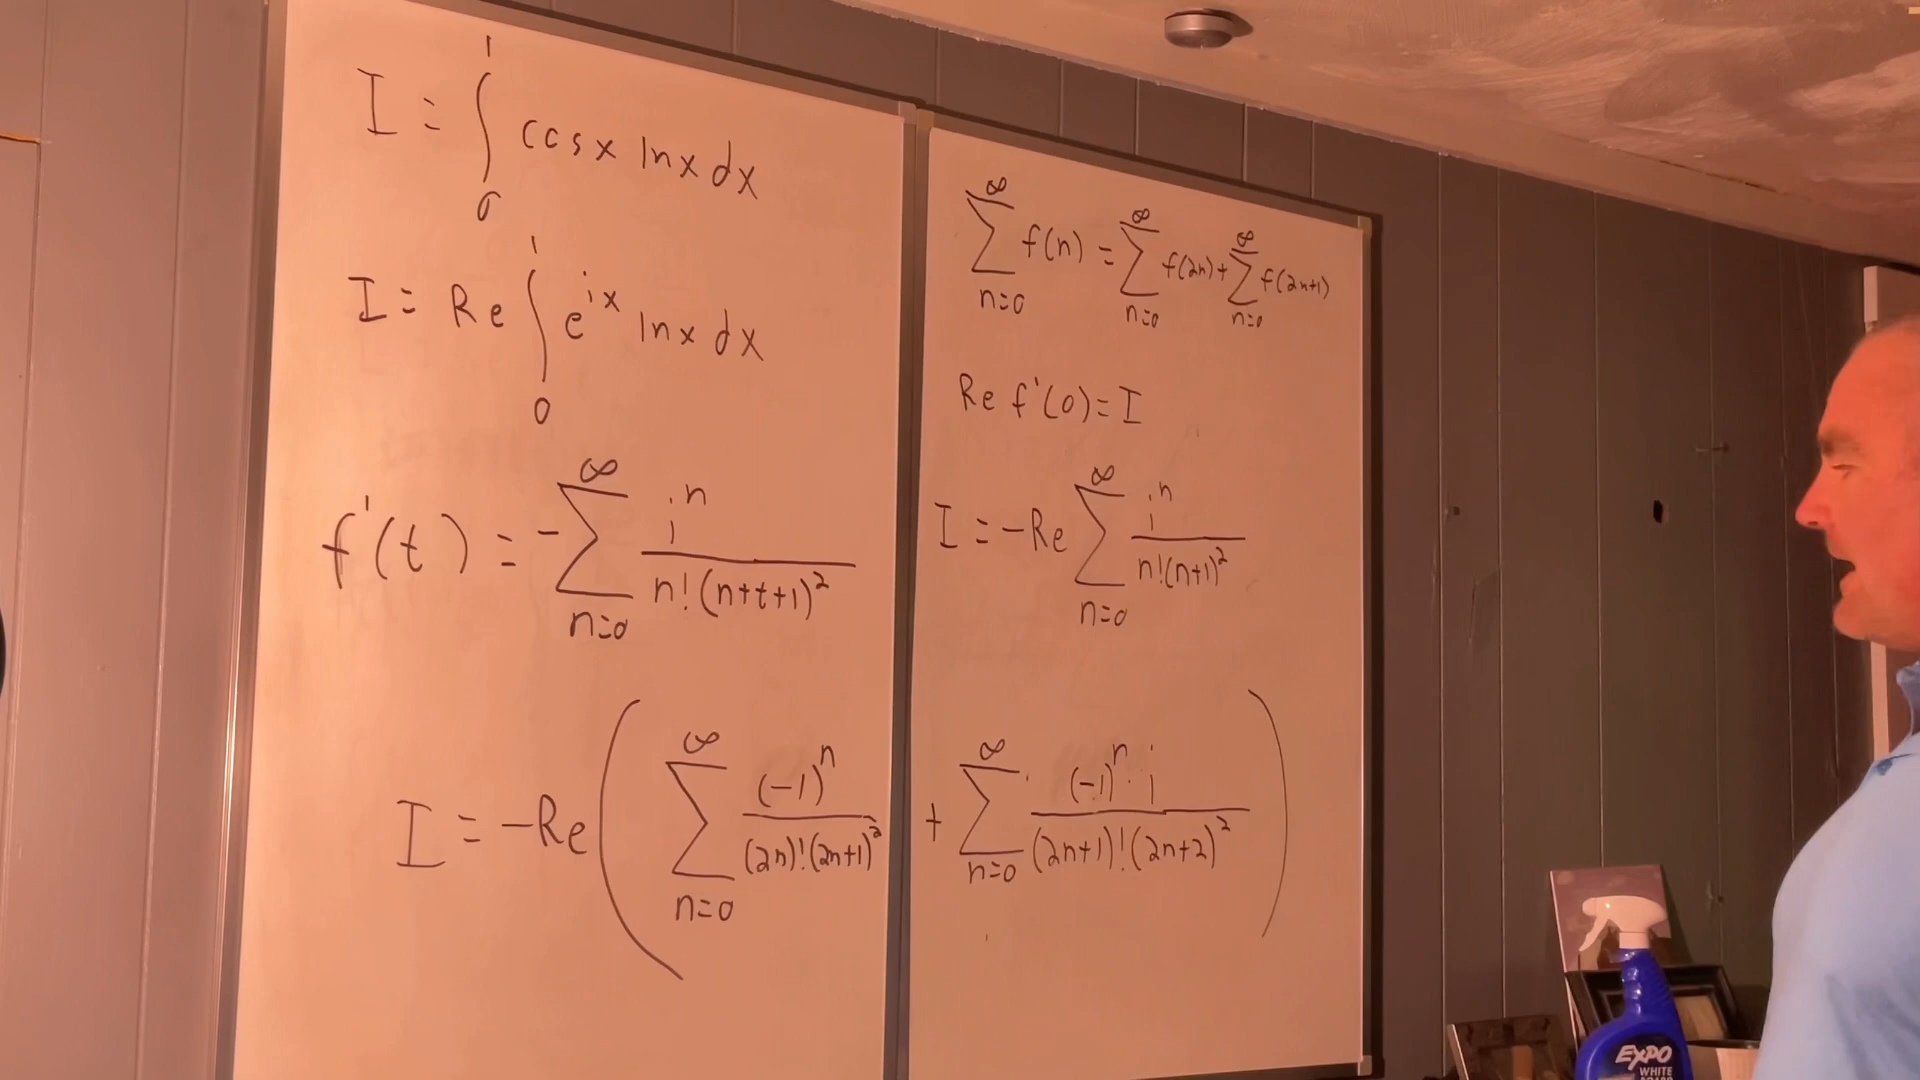 I = ∫₀¹ cos x ln x dx
I = Re ∫₀¹ e^{ix} ln x dx
f'(t) = -∑_{n=0}^{∞} i^n / (n! (n+t+1)^2)
∑_{n=0}^{∞} f(n) = ∑_{n=0}^{∞} f(2n) + ∑_{n=0}^{∞} f(2n+1)
Re f'(0) = I
I = -Re ∑_{n=0}^{∞} i^n / (n!(n+1)^2)
I = -Re ( ∑_{n=0}^{∞} (-1)^n / ((2n)!(2n+1)^2) + ∑_{n=0}^{∞} (-1)^n · i / ((2n+1)!(2n+2)^2) )
EXPO
WHITE
BOARD